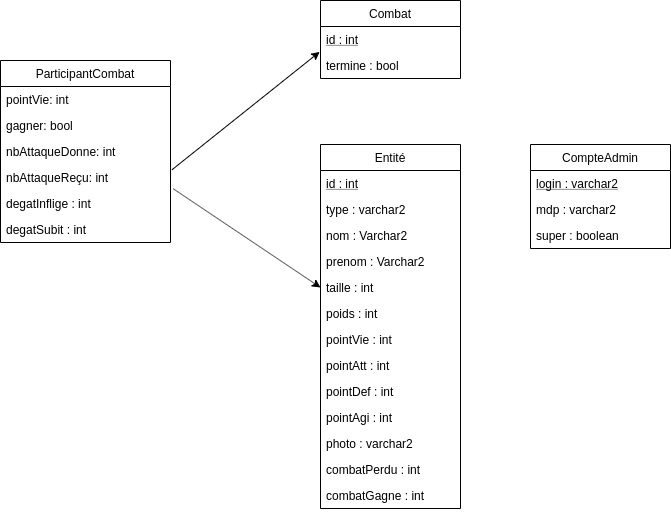 ParticipantCombat
pointVie: int
gagner: bool
nbAttaqueDonne: int
nbAttaqueReçu: int
degatInflige : int
degatSubit : int
Combat
id : int
termine : bool
Entité
id : int
type : varchar2
nom : Varchar2
prenom : Varchar2
taille : int
poids : int
pointVie : int
pointAtt : int
pointDef : int
pointAgi : int
photo : varchar2
combatPerdu : int
combatGagne : int
CompteAdmin
login : varchar2
mdp : varchar2
super : boolean